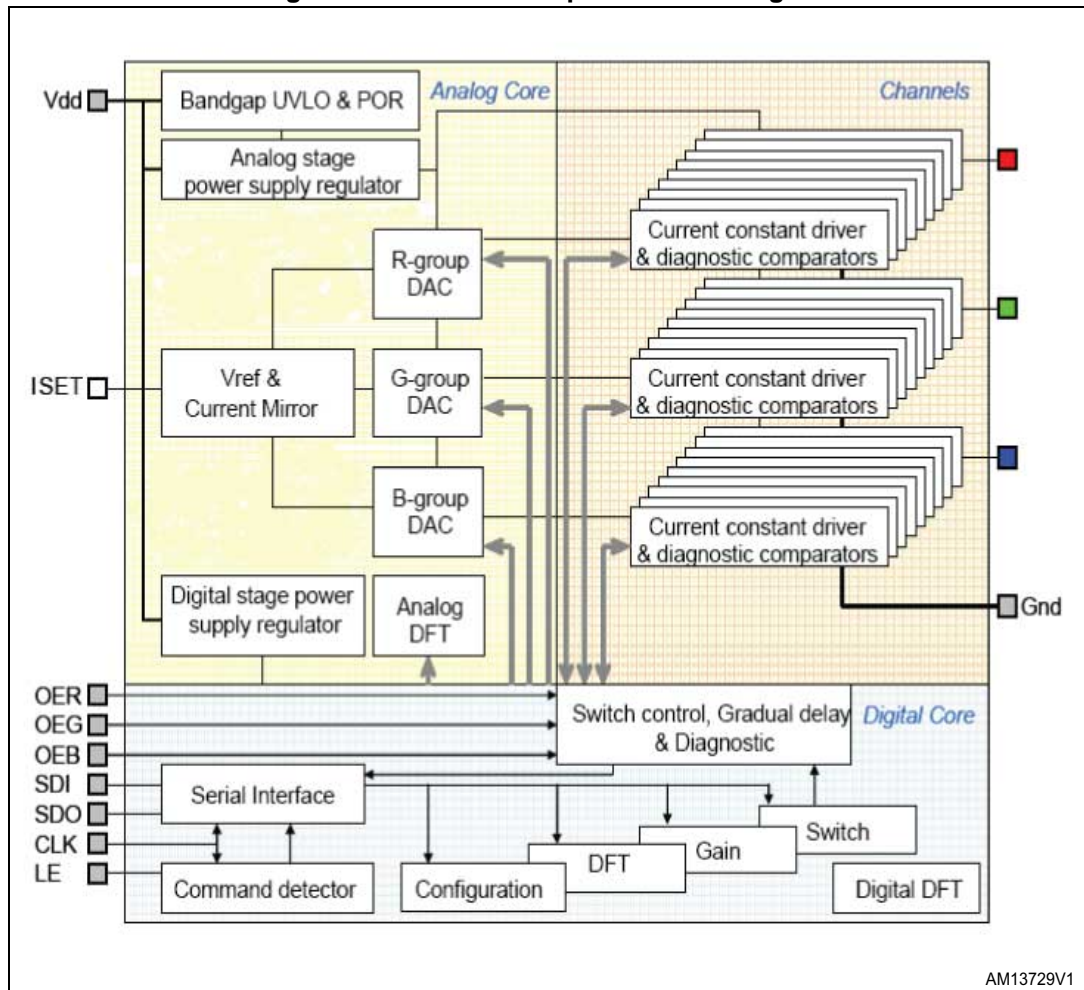 Vdd
Bandgap UVLO & POR
Analog Core
Channels
Analog stage
power supply regulator
R-group
DAC
Current constant driver
& diagnostic comparators
ISET
Vref &
Current Mirror
G-group
DAC
Current constant driver
& diagnostic comparators
B-group
DAC
Current constant driver
& diagnostic comparators
Digital stage power
supply regulator
Analog
DFT
Gnd
OER
OEG
OEB
SDI
SDO
CLK
LE
Switch control, Gradual delay
& Diagnostic
Digital Core
Serial Interface
Command detector
Configuration
DFT
Gain
Switch
Digital DFT
AM13729V1